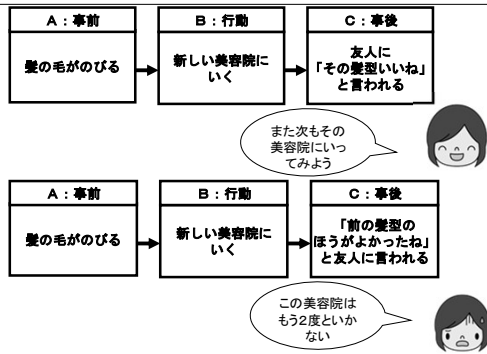 A：事前
B：行動
C：事後
髪の毛がのびる
新しい美容院に
いく
友人に
「その髪型いいね」
と言われる
また次もその
美容院にいっ
てみよう
A：事前
B：行動
C：事後
髪の毛がのびる
新しい美容院に
いく
「前の髪型の
ほうがよかったね」
と友人に言われる
この美容院は
もう2度といか
ない